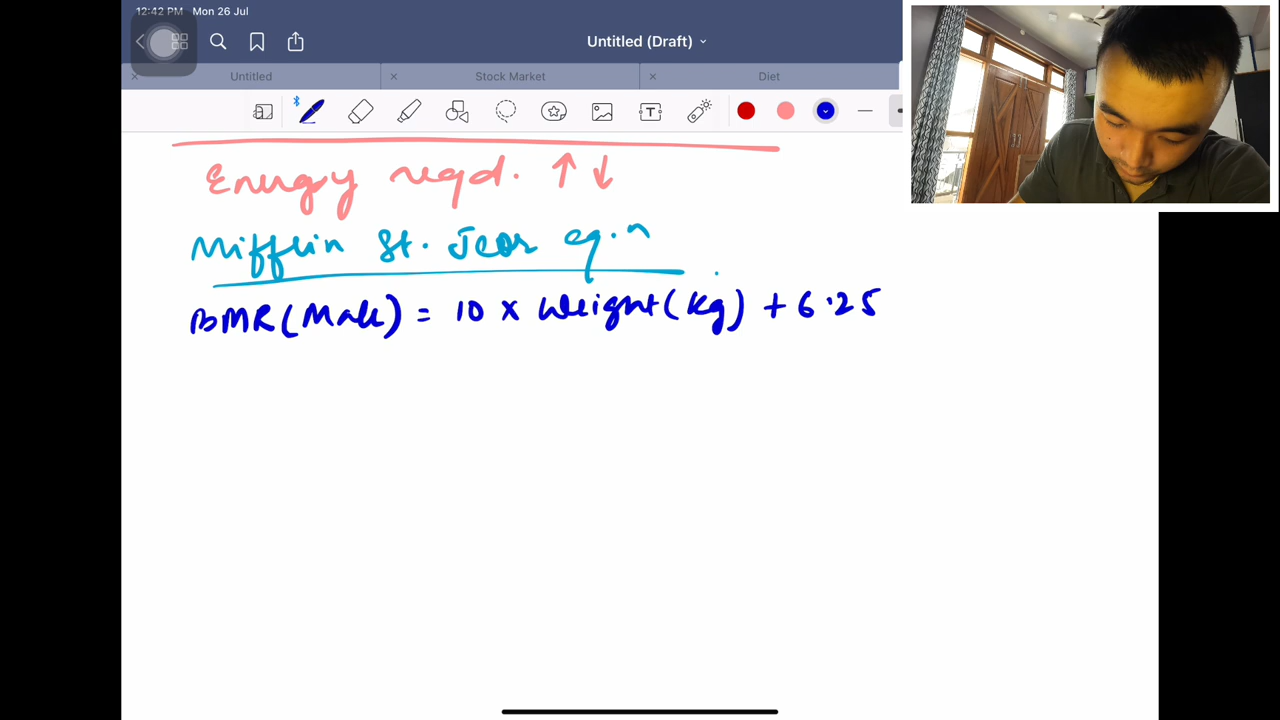 12:42 PM Mon 26 Jul
Untitled (Draft)
Untitled Stock Market Diet
Energy reqd. ↑ ↓
Mifflin St. Jeor eq.n
BMR (Male) = 10 x Weight (kg) + 6.25